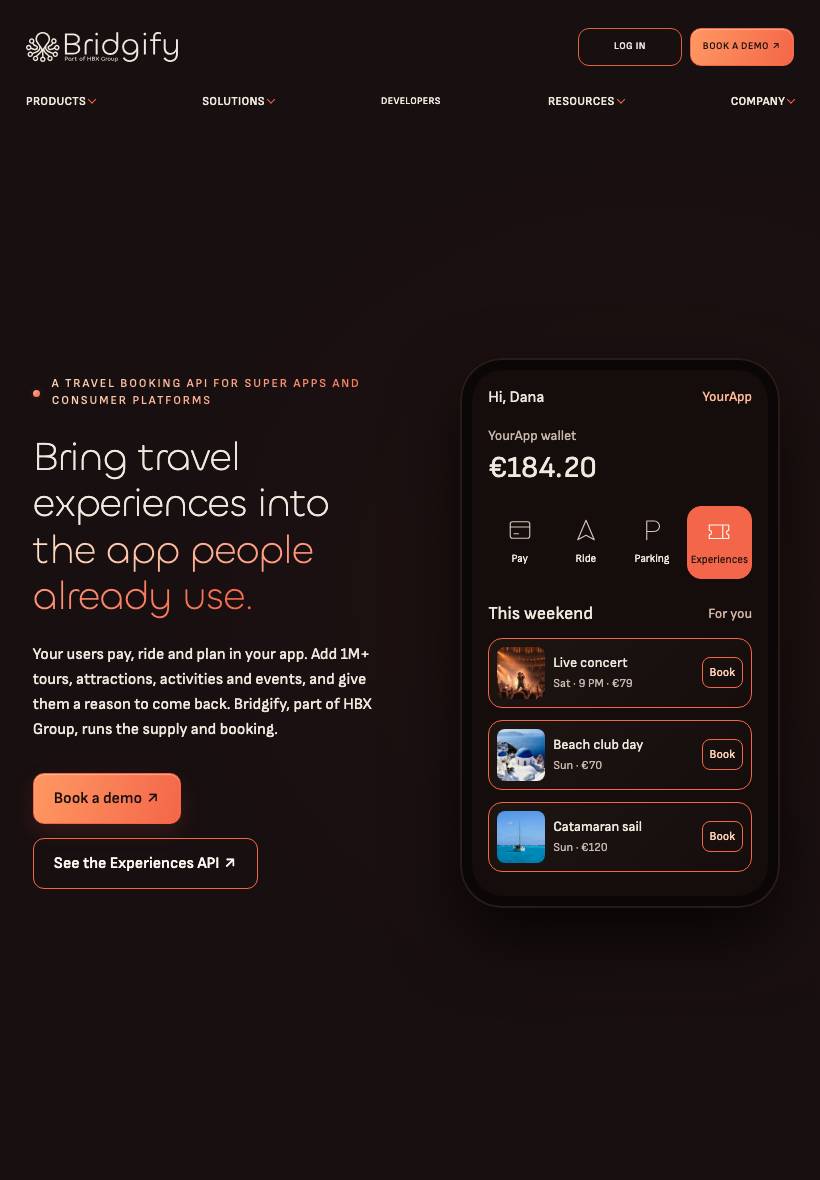 Bridgify
Part of HBX Group
LOG IN
BOOK A DEMO ↗
PRODUCTS
SOLUTIONS
DEVELOPERS
RESOURCES
COMPANY
A TRAVEL BOOKING API FOR SUPER APPS AND
CONSUMER PLATFORMS
Bring travel
experiences into
the app people
already use.
Your users pay, ride and plan in your app. Add 1M+
tours, attractions, activities and events, and give
them a reason to come back. Bridgify, part of HBX
Group, runs the supply and booking.
Book a demo ↗
See the Experiences API ↗
Hi, Dana
YourApp
YourApp wallet
€184.20
Pay
Ride
Parking
Experiences
This weekend
For you
Live concert
Sat · 9 PM · €79
Book
Beach club day
Sun · €70
Book
Catamaran sail
Sun · €120
Book